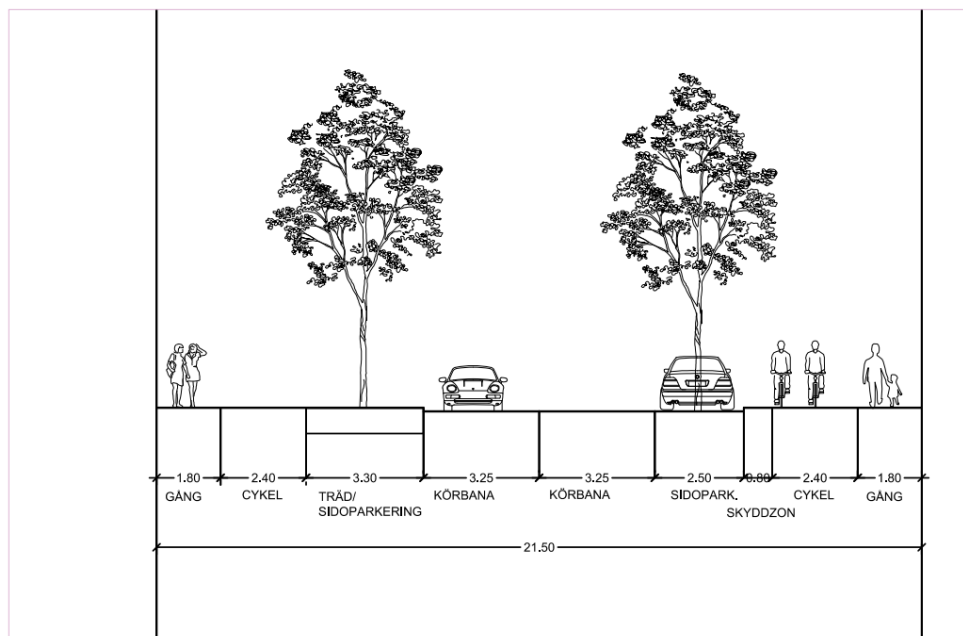 1.80 2.40 3.30 3.25 3.25 2.50 0.80 2.40 1.80
GÅNG CYKEL TRÄD/ KÖRBANA KÖRBANA SIDOPARK. CYKEL GÅNG
SIDOPARKERING SKYDDZON
21.50